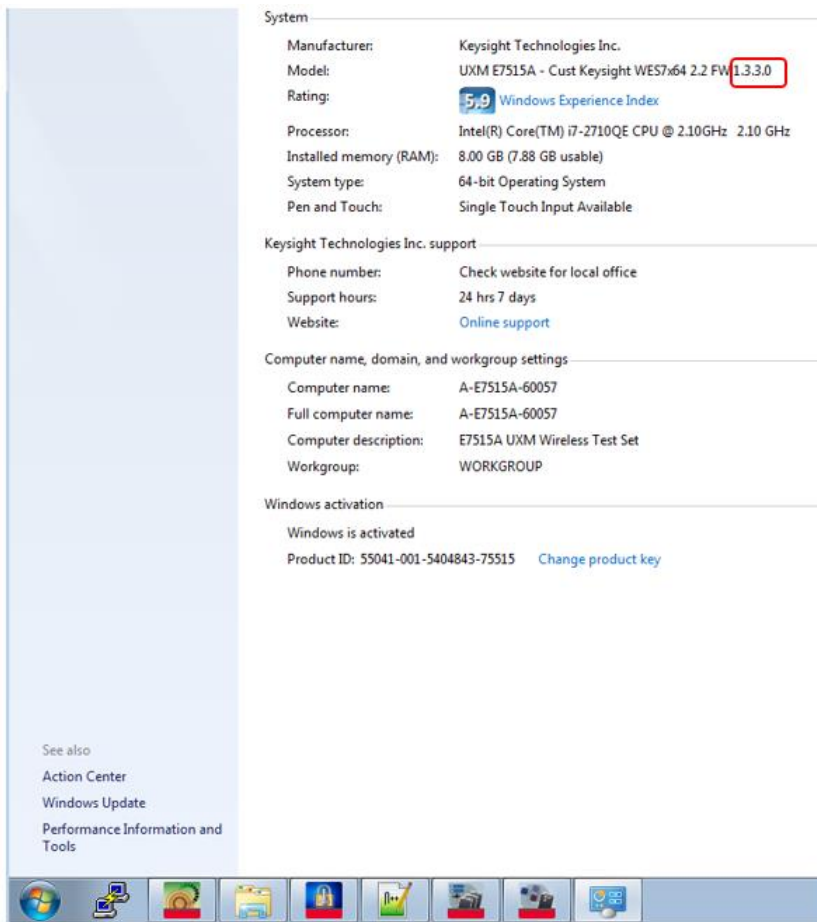 System
Manufacturer: Keysight Technologies Inc.
Model: UXM E7515A - Cust Keysight WES7x64 2.2 FW 1.3.3.0
Rating: 5.9 Windows Experience Index
Processor: Intel(R) Core(TM) i7-2710QE CPU @ 2.10GHz 2.10 GHz
Installed memory (RAM): 8.00 GB (7.88 GB usable)
System type: 64-bit Operating System
Pen and Touch: Single Touch Input Available
Keysight Technologies Inc. support
Phone number: Check website for local office
Support hours: 24 hrs 7 days
Website: Online support
Computer name, domain, and workgroup settings
Computer name: A-E7515A-60057
Full computer name: A-E7515A-60057
Computer description: E7515A UXM Wireless Test Set
Workgroup: WORKGROUP
Windows activation
Windows is activated
Product ID: 55041-001-5404843-75515 Change product key
See also
Action Center
Windows Update
Performance Information and
Tools